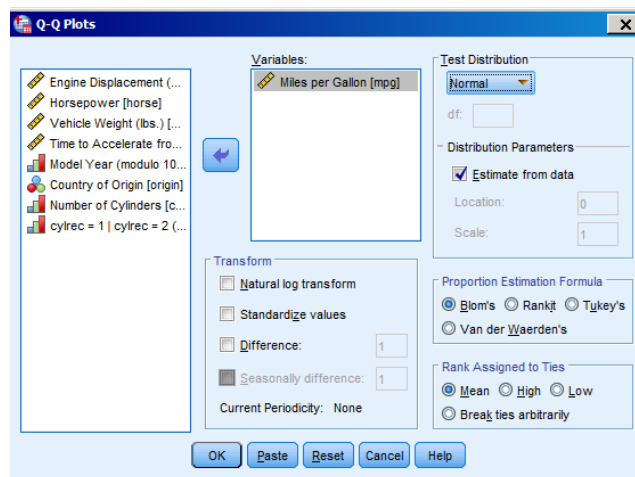 Q-Q Plots
Engine Displacement (...
Horsepower [horse]
Vehicle Weight (lbs.) [...
Time to Accelerate fro...
Model Year (modulo 10...
Country of Origin [origin]
Number of Cylinders [c...
cylrec = 1 | cylrec = 2 (...
Variables:
Miles per Gallon [mpg]
Transform
Natural log transform
Standardize values
Difference: 1
Seasonally difference: 1
Current Periodicity: None
Test Distribution
Normal
df:
Distribution Parameters
Estimate from data
Location: 0
Scale: 1
Proportion Estimation Formula
Blom's Rankit Tukey's
Van der Waerden's
Rank Assigned to Ties
Mean High Low
Break ties arbitrarily
OK Paste Reset Cancel Help